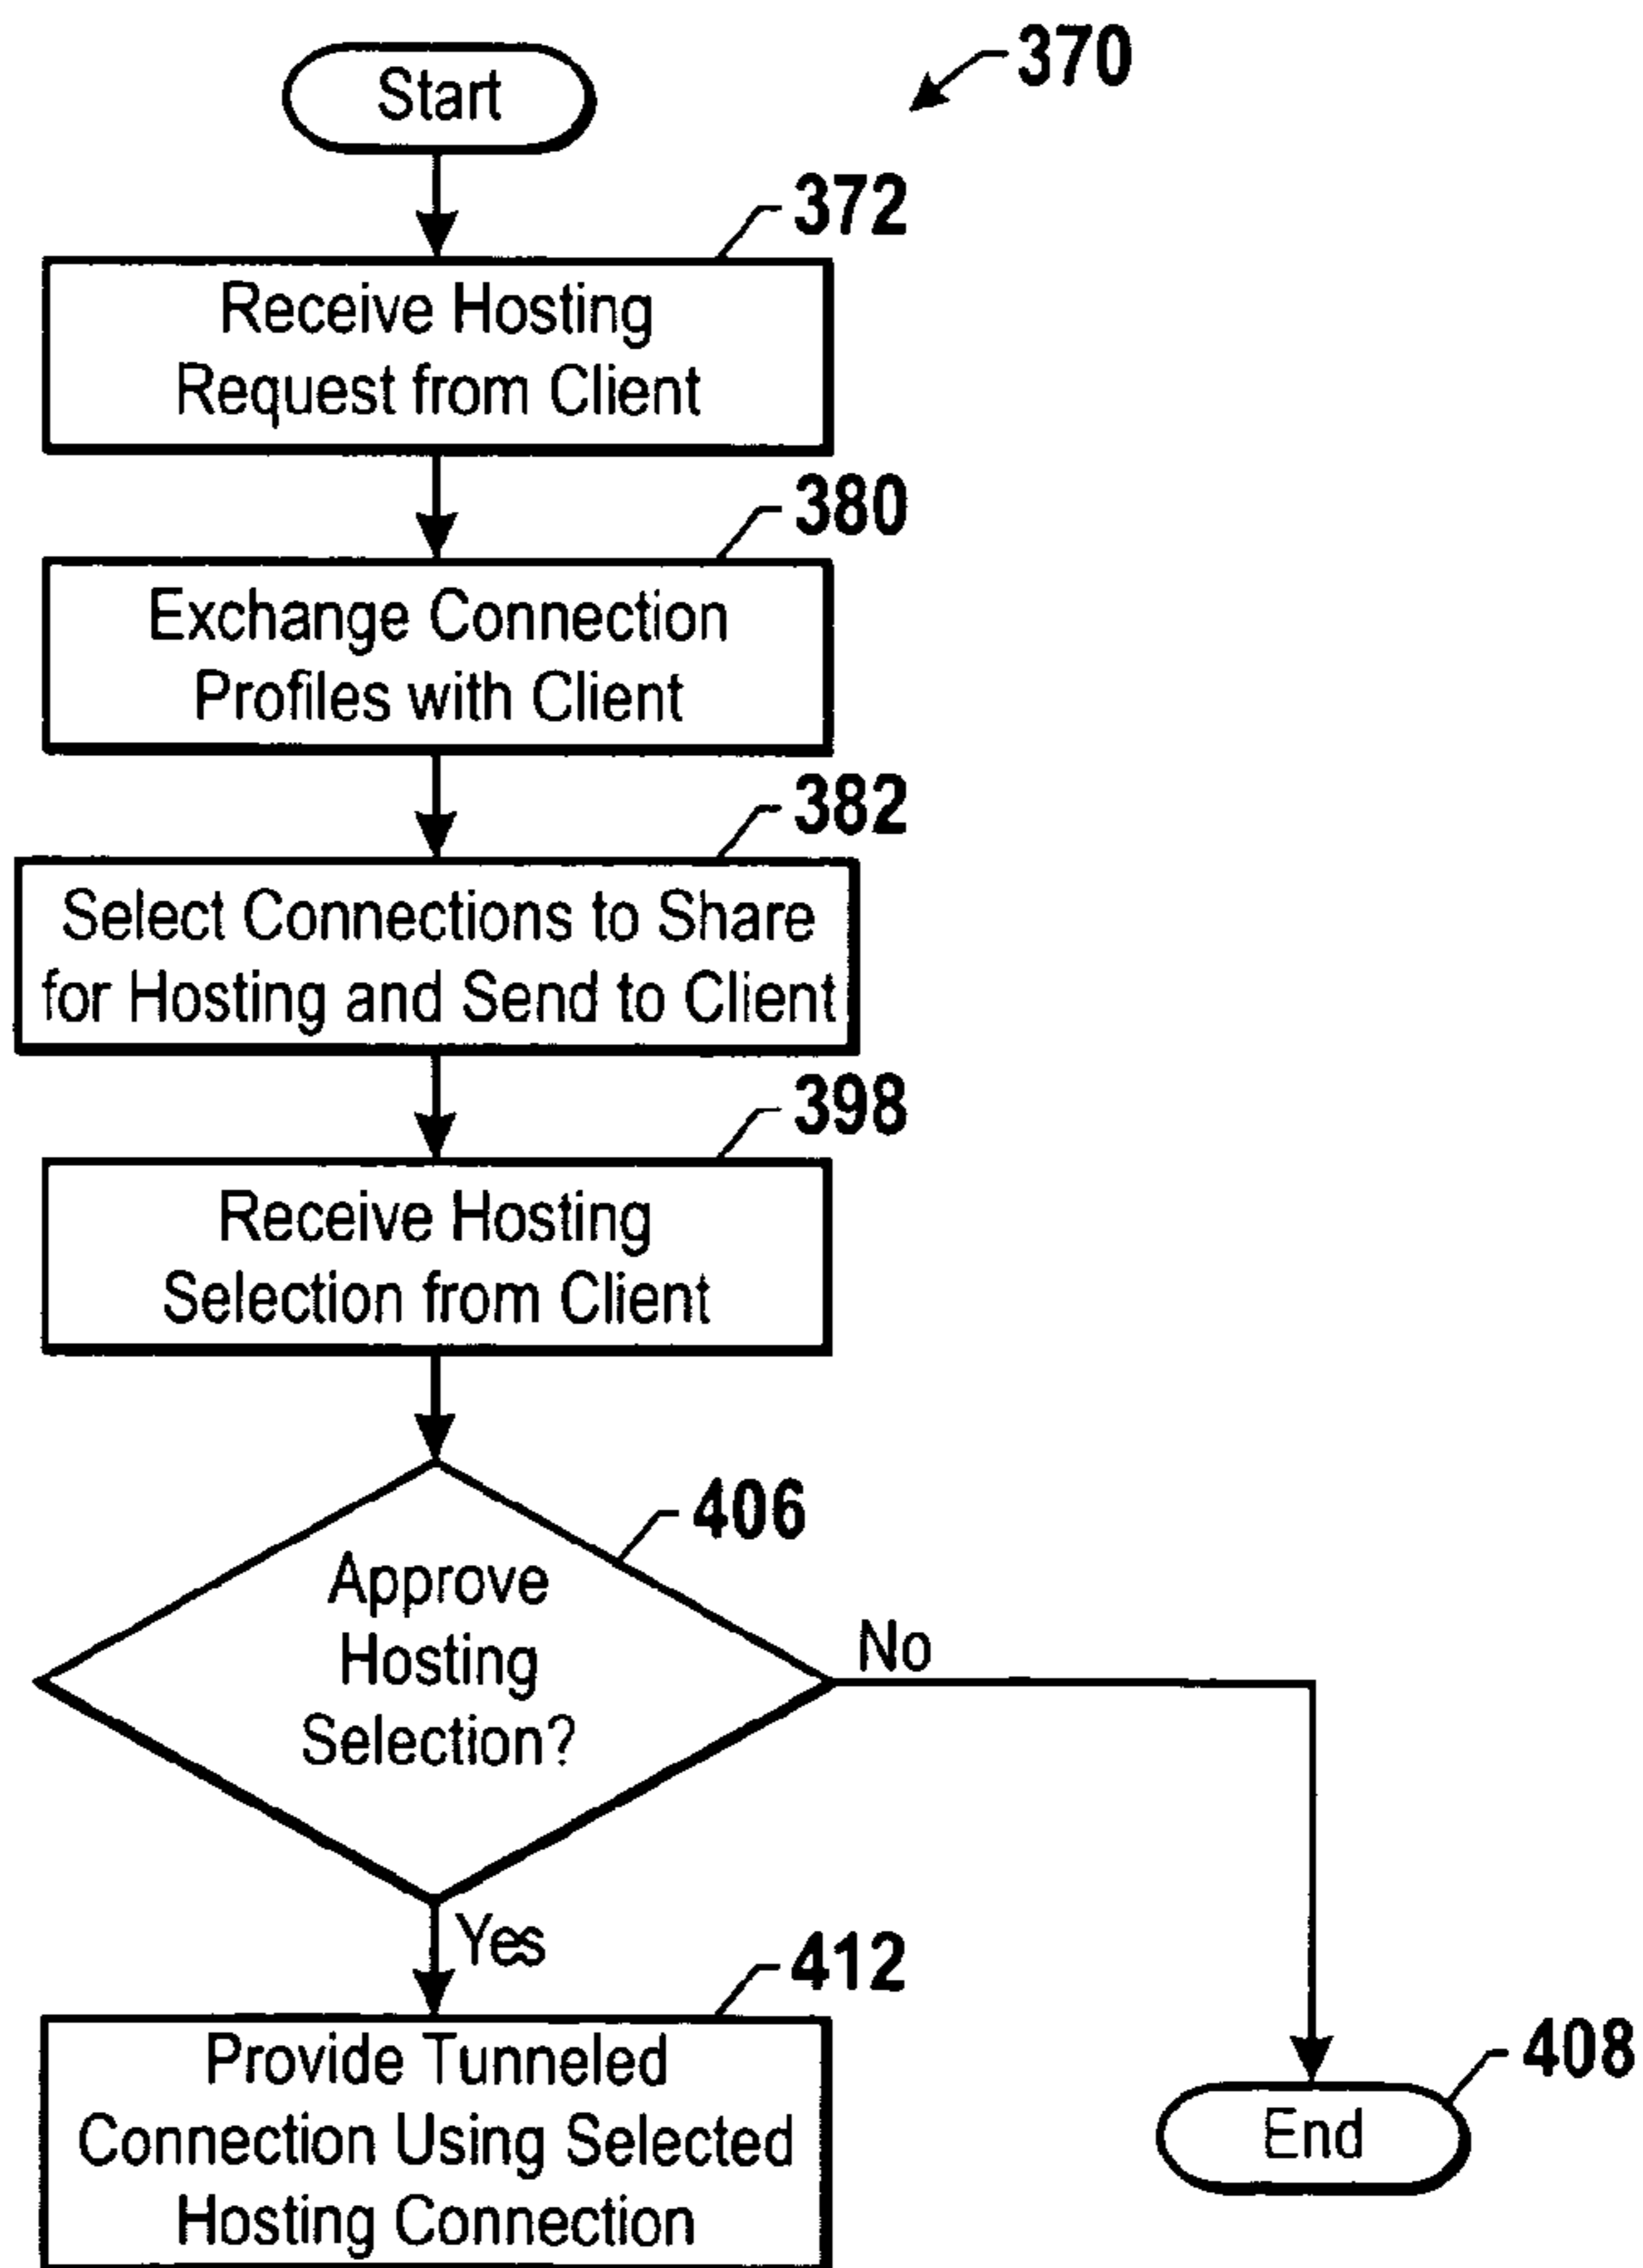 Start
370
372
Receive Hosting
Request from Client
380
Exchange Connection
Profiles with Client
382
Select Connections to Share
for Hosting and Send to Client
398
Receive Hosting
Selection from Client
406
Approve
Hosting
Selection?
No
Yes
412
Provide Tunneled
Connection Using Selected
Hosting Connection
408
End